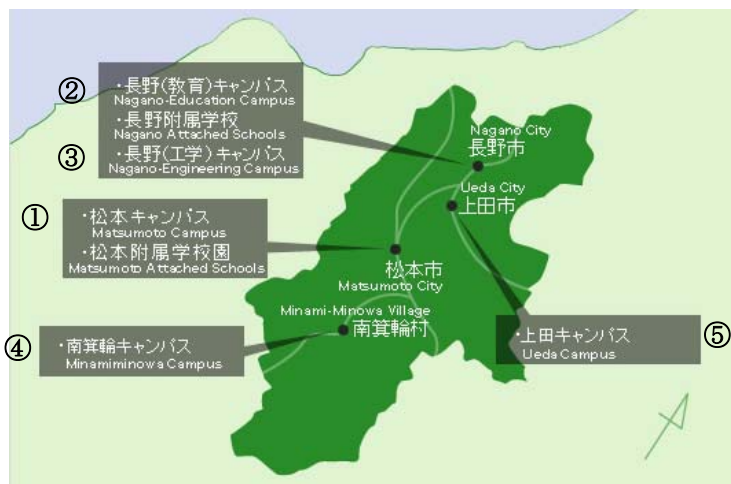 ②
・長野(教育)キャンパス
Nagano-Education Campus
・長野附属学校
Nagano Attached Schools
③
・長野(工学)キャンパス
Nagano-Engineering Campus
Nagano City
長野市
Ueda City
上田市
①
・松本キャンパス
Matsumoto Campus
・松本附属学校園
Matsumoto Attached Schools
松本市
Matsumoto City
Minami-Minowa Village
南箕輪村
④
・南箕輪キャンパス
Minamiminowa Campus
・上田キャンパス
Ueda Campus
⑤